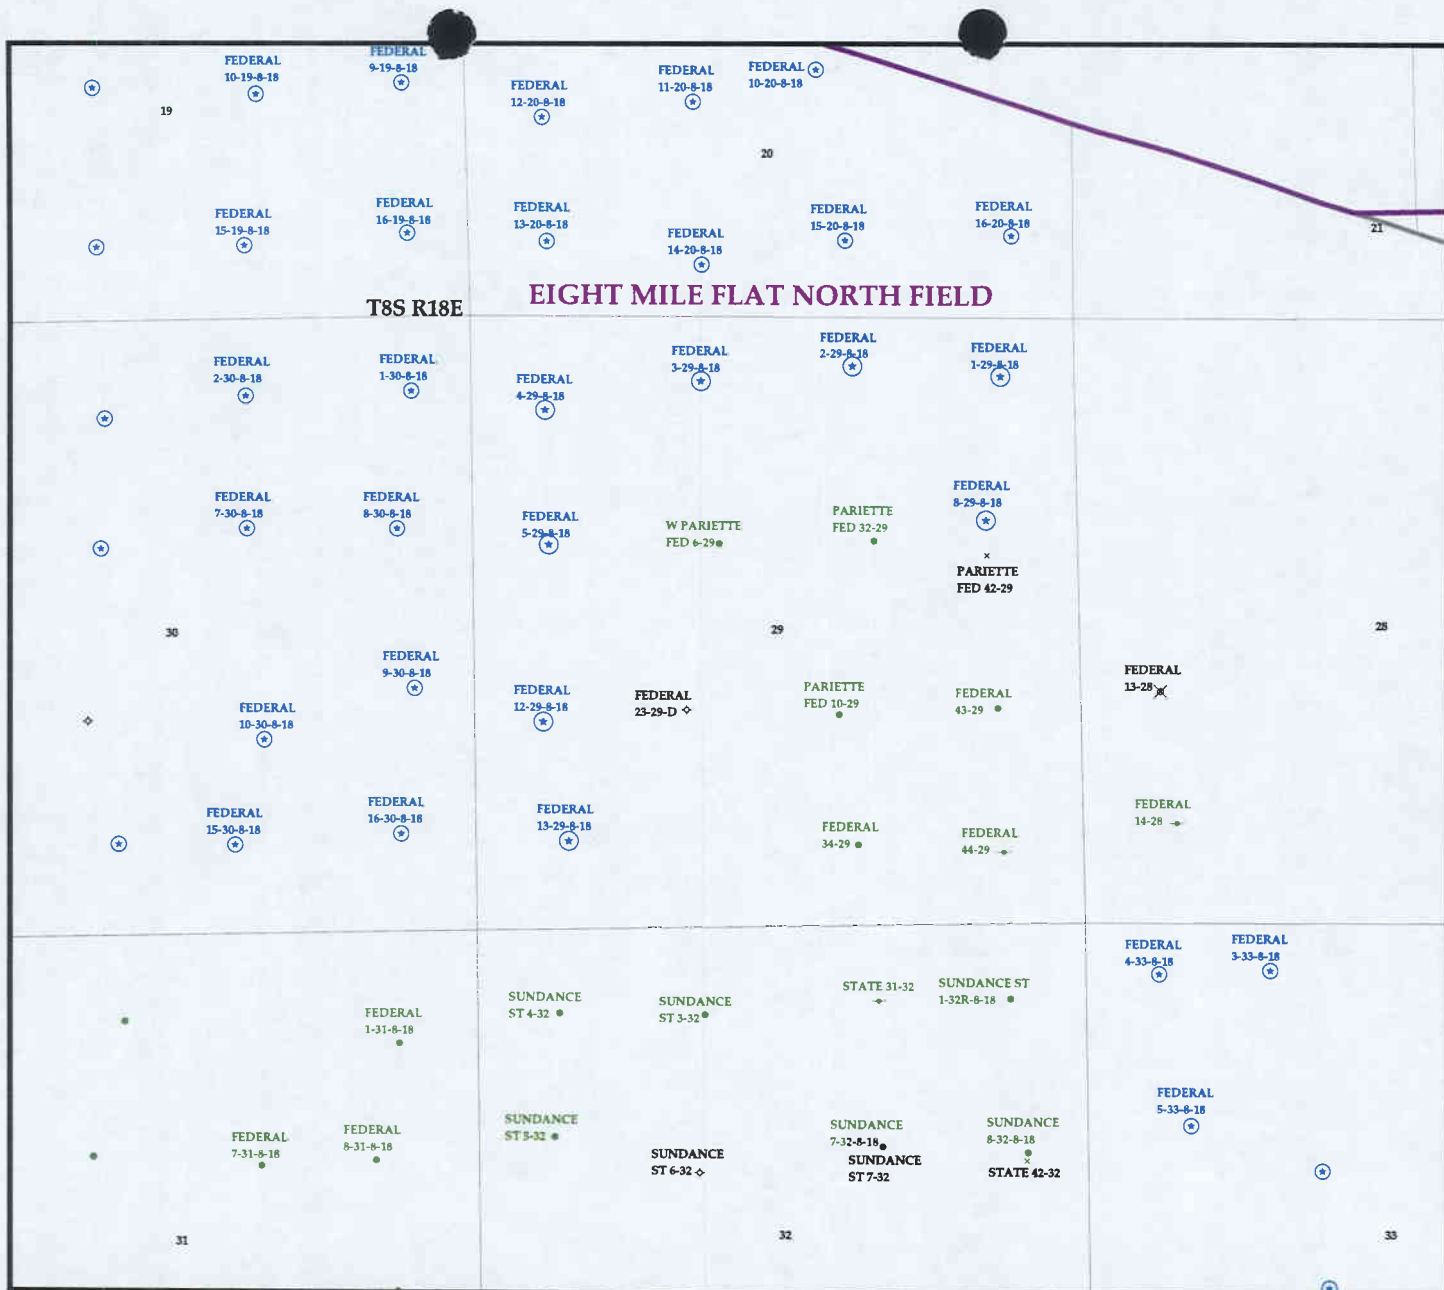 FEDERAL
9-19-8-18
FEDERAL
10-19-8-18
FEDERAL
12-20-8-18
FEDERAL
11-20-8-18
FEDERAL
10-20-8-18
19
20
FEDERAL
15-19-8-18
FEDERAL
16-19-8-18
FEDERAL
13-20-8-18
FEDERAL
14-20-8-18
FEDERAL
15-20-8-18
FEDERAL
16-20-8-18
21
T8S R18E
EIGHT MILE FLAT NORTH FIELD
FEDERAL
2-30-8-18
FEDERAL
1-30-8-18
FEDERAL
4-29-8-18
FEDERAL
3-29-8-18
FEDERAL
2-29-8-18
FEDERAL
1-29-8-18
FEDERAL
7-30-8-18
FEDERAL
8-30-8-18
FEDERAL
5-29-8-18
W PARIETTE
FED 6-29
PARIETTE
FED 32-29
FEDERAL
8-29-8-18
PARIETTE
FED 42-29
30
29
28
FEDERAL
9-30-8-18
FEDERAL
10-30-8-18
FEDERAL
12-29-8-18
FEDERAL
23-29-D
PARIETTE
FED 10-29
FEDERAL
43-29
FEDERAL
13-28
FEDERAL
15-30-8-18
FEDERAL
16-30-8-18
FEDERAL
13-29-8-18
FEDERAL
34-29
FEDERAL
44-29
FEDERAL
14-28
FEDERAL
4-33-8-18
FEDERAL
3-33-8-18
FEDERAL
1-31-8-18
SUNDANCE
ST 4-32
SUNDANCE
ST 3-32
STATE 31-32
SUNDANCE ST
1-32R-8-18
FEDERAL
5-33-8-18
FEDERAL
7-31-8-18
FEDERAL
8-31-8-18
SUNDANCE
ST 5-32
SUNDANCE
ST 6-32
SUNDANCE
7-32-8-18
SUNDANCE
ST 7-32
SUNDANCE
8-32-8-18
STATE 42-32
31
32
33